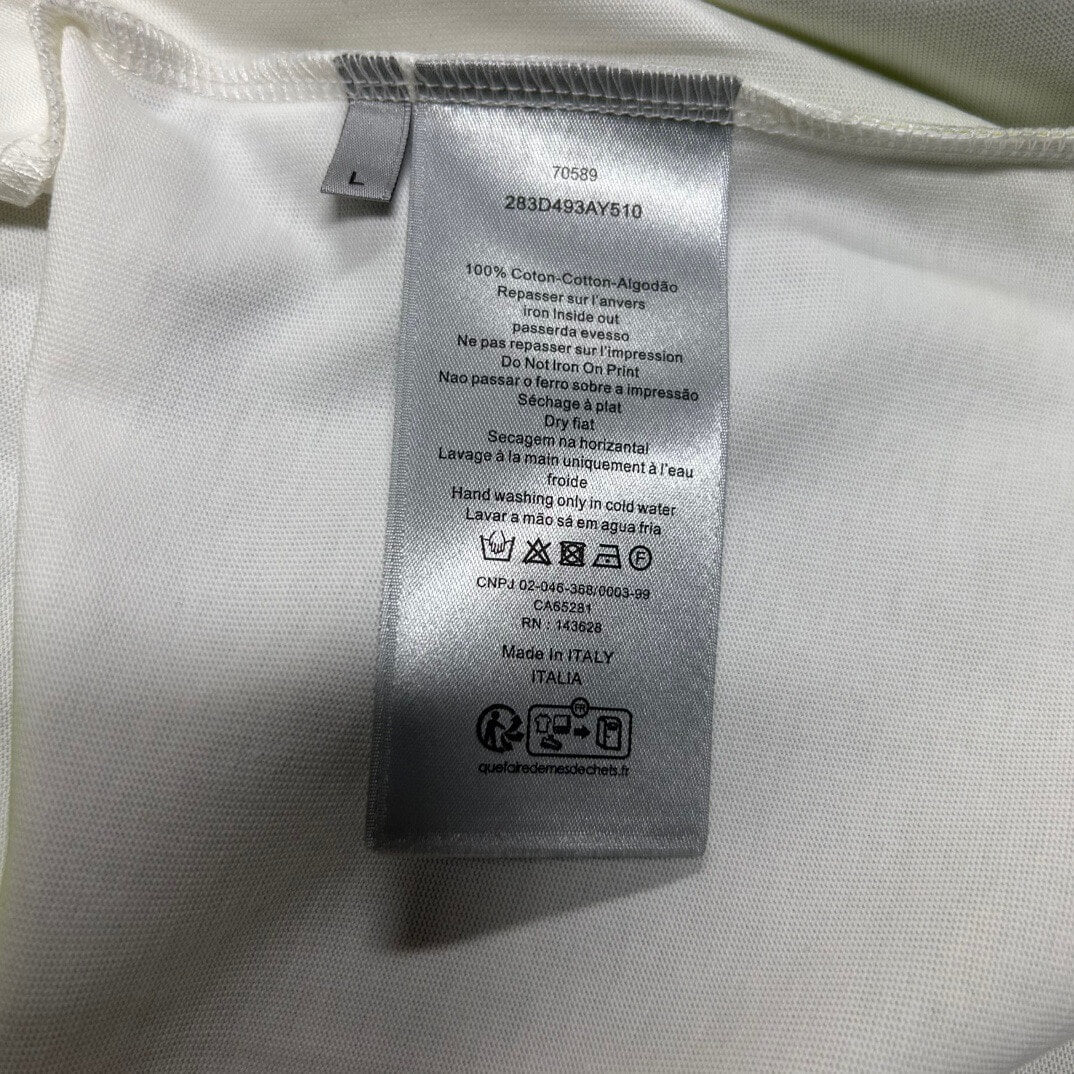 L
70589
283D493AY510
100% Coton-Cotton-Algodão
Repasser sur l'anvers
Iron Inside out
passerda evesso
Ne pas repasser sur l'impression
Do Not Iron On Print
Nao passar o ferro sobre a impressão
Séchage à plat
Dry fiat
Secagem na horizantal
Lavage à la main uniquement à l'eau
froide
Hand washing only in cold water
Lavar a mão sá em agua fria
F
CNPJ 02-046-368/0003-99
CA65281
RN : 143628
Made In ITALY
ITALIA
FR
quefairedemesdechets.fr